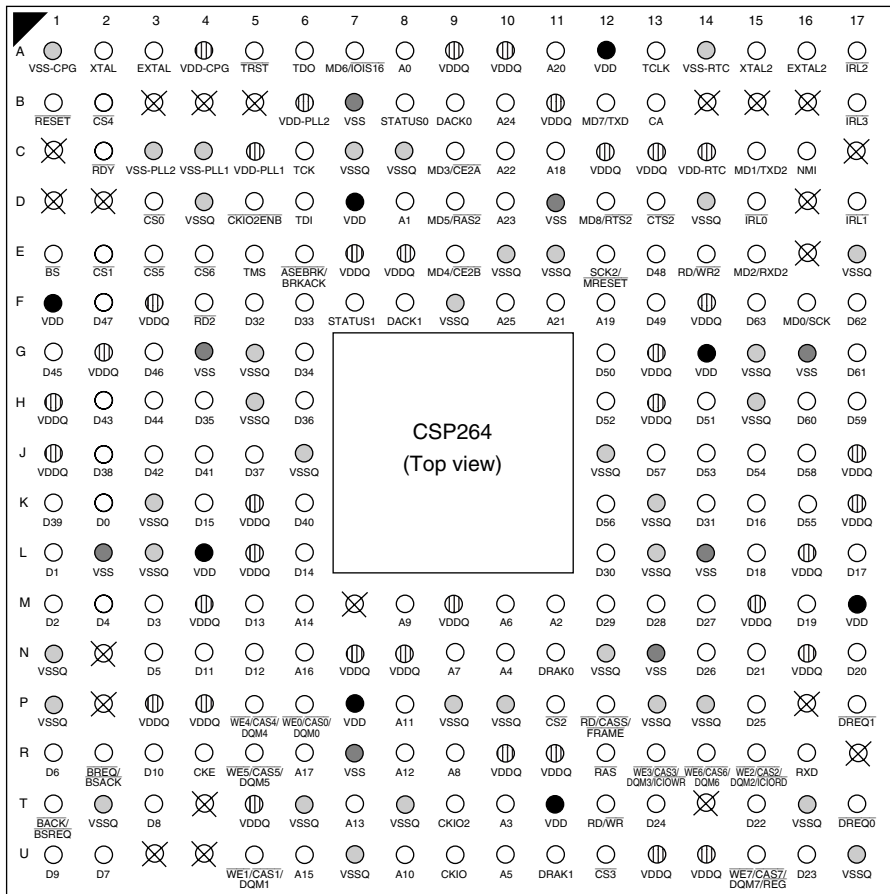 1 2 3 4 5 6 7 8 9 10 11 12 13 14 15 16 17
A
VSS-CPG XTAL EXTAL VDD-CPG TRST TDO MD6/IOIS16 A0 VDDQ VDDQ A20 VDD TCLK VSS-RTC XTAL2 EXTAL2 IRL2
B
RESET CS4 VDD-PLL2 VSS STATUS0 DACK0 A24 VDDQ MD7/TXD CA IRL3
C
RDY VSS-PLL2 VSS-PLL1 VDD-PLL1 TCK VSSQ VSSQ MD3/CE2A A22 A18 VDDQ VDDQ VDD-RTC MD1/TXD2 NMI
D
CS0 VSSQ CKIO2ENB TDI VDD A1 MD5/RAS2 A23 VSS MD8/RTS2 CTS2 VSSQ IRL0 IRL1
E
BS CS1 CS5 CS6 TMS ASEBRK/ VDDQ VDDQ MD4/CE2B VSSQ VSSQ SCK2/ D48 RD/WR2 MD2/RXD2 VSSQ
BRKACK MRESET
F
VDD D47 VDDQ RD2 D32 D33 STATUS1 DACK1 VSSQ A25 A21 A19 D49 VDDQ D63 MD0/SCK D62
G
D45 VDDQ D46 VSS VSSQ D34 D50 VDDQ VDD VSSQ VSS D61
H
VDDQ D43 D44 D35 VSSQ D36 D52 VDDQ D51 VSSQ D60 D59
CSP264
(Top view)
J
VDDQ D38 D42 D41 D37 VSSQ VSSQ D57 D53 D54 D58 VDDQ
K
D39 D0 VSSQ D15 VDDQ D40 D56 VSSQ D31 D16 D55 VDDQ
L
D1 VSS VSSQ VDD VDDQ D14 D30 VSSQ VSS D18 VDDQ D17
M
D2 D4 D3 VDDQ D13 A14 A9 VDDQ A6 A2 D29 D28 D27 VDDQ D19 VDD
N
VSSQ D5 D11 D12 A16 VDDQ VDDQ A7 A4 DRAK0 VSSQ VSS D26 D21 VDDQ D20
P
VSSQ VDDQ VDDQ WE4/CAS4/ WE0/CAS0/ VDD A11 VSSQ VSSQ CS2 RD/CASS/ VSSQ VSSQ D25 DREQ1
DQM4 DQM0 FRAME
R
D6 BREQ/ D10 CKE WE5/CAS5/ A17 VSS A12 A8 VDDQ VDDQ RAS WE3/CAS3/ WE6/CAS6/ WE2/CAS2/ RXD
BSACK DQM5 DQM3/ICIOWR DQM6 DQM2/ICIORD
T
BACK/ VSSQ D8 VDDQ VSSQ A13 VSSQ CKIO2 A3 VDD RD/WR D24 D22 VSSQ DREQ0
BSREQ
U
D9 D7 WE1/CAS1/ A15 VSSQ A10 CKIO A5 DRAK1 CS3 VDDQ VDDQ WE7/CAS7/ D23 VSSQ
DQM1 DQM7/REG